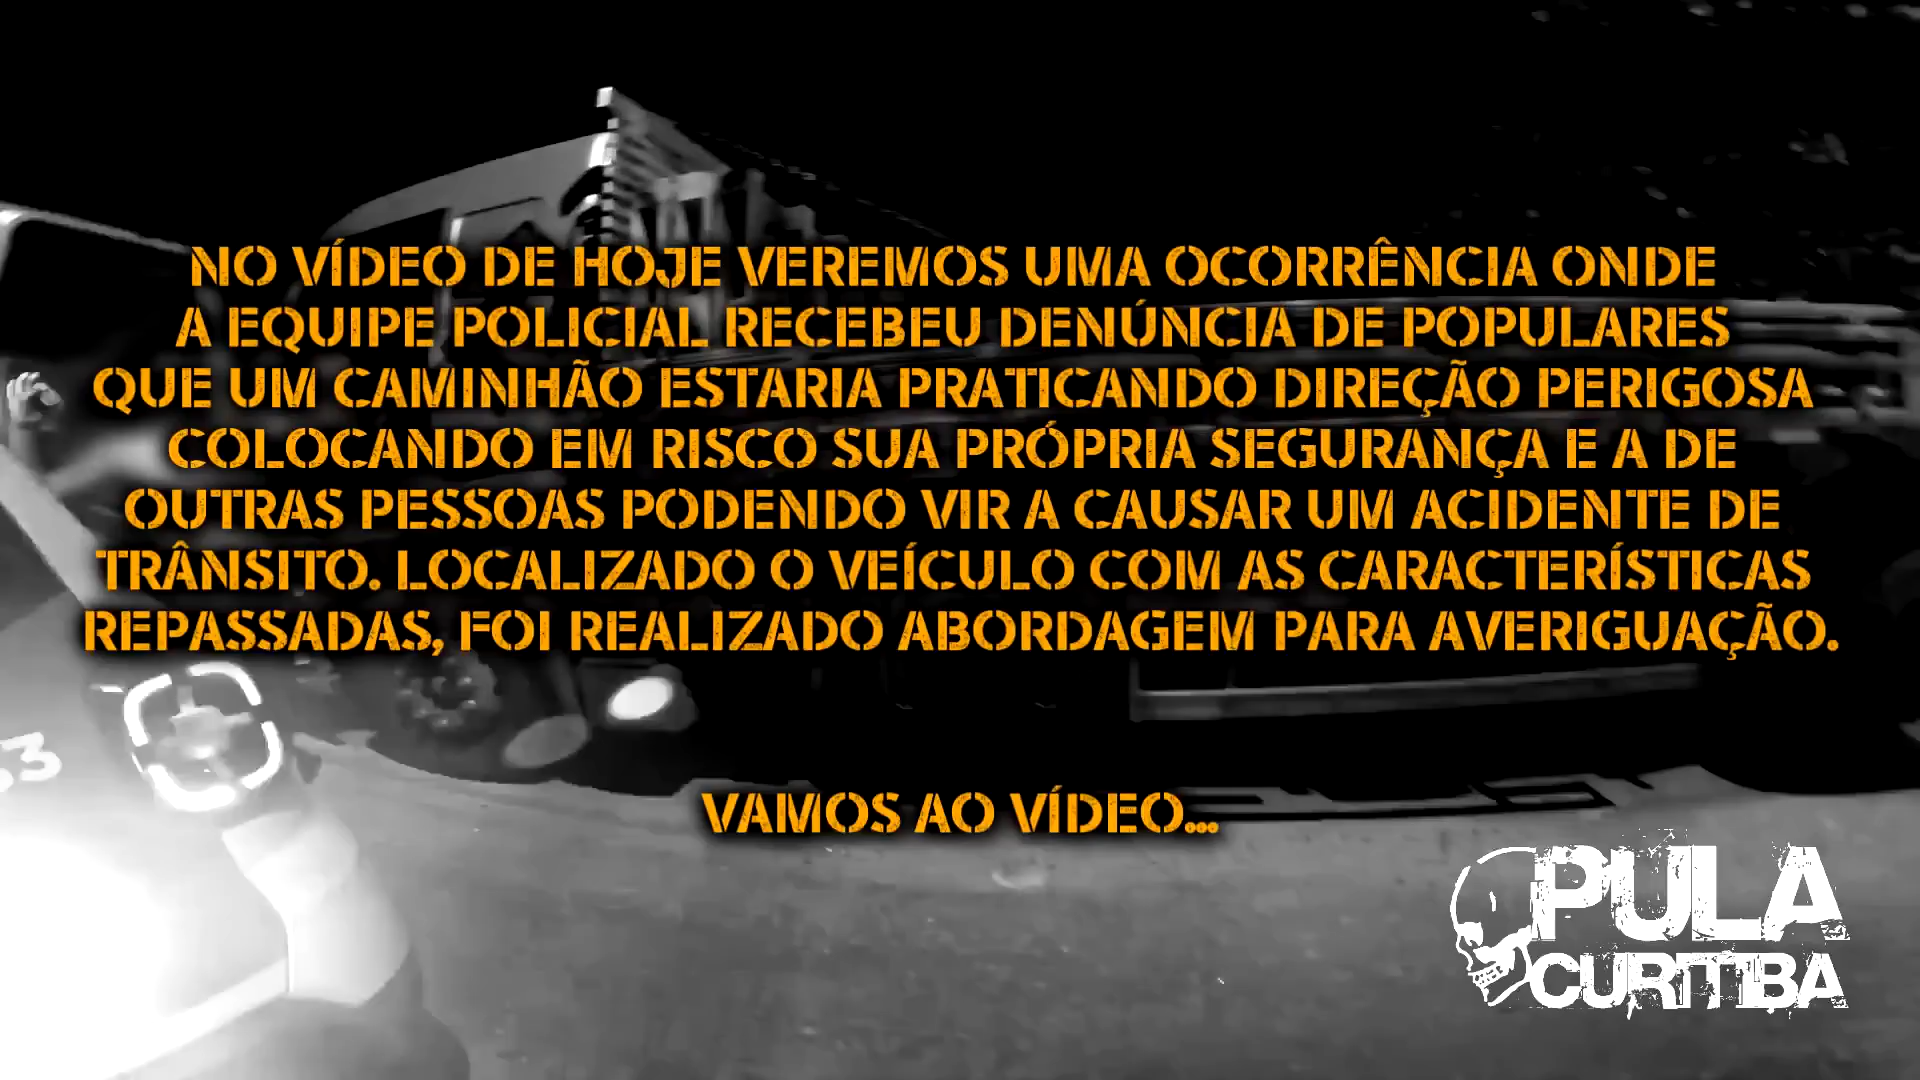 NO VÍDEO DE HOJE VEREMOS UMA OCORRÊNCIA ONDE
A EQUIPE POLICIAL RECEBEU DENÚNCIA DE POPULARES
QUE UM CAMINHÃO ESTARIA PRATICANDO DIREÇÃO PERIGOSA
COLOCANDO EM RISCO SUA PRÓPRIA SEGURANÇA E A DE
OUTRAS PESSOAS PODENDO VIR A CAUSAR UM ACIDENTE DE
TRÂNSITO. LOCALIZADO O VEÍCULO COM AS CARACTERÍSTICAS
REPASSADAS, FOI REALIZADO ABORDAGEM PARA AVERIGUAÇÃO.
VAMOS AO VÍDEO...
PULA
CURITIBA